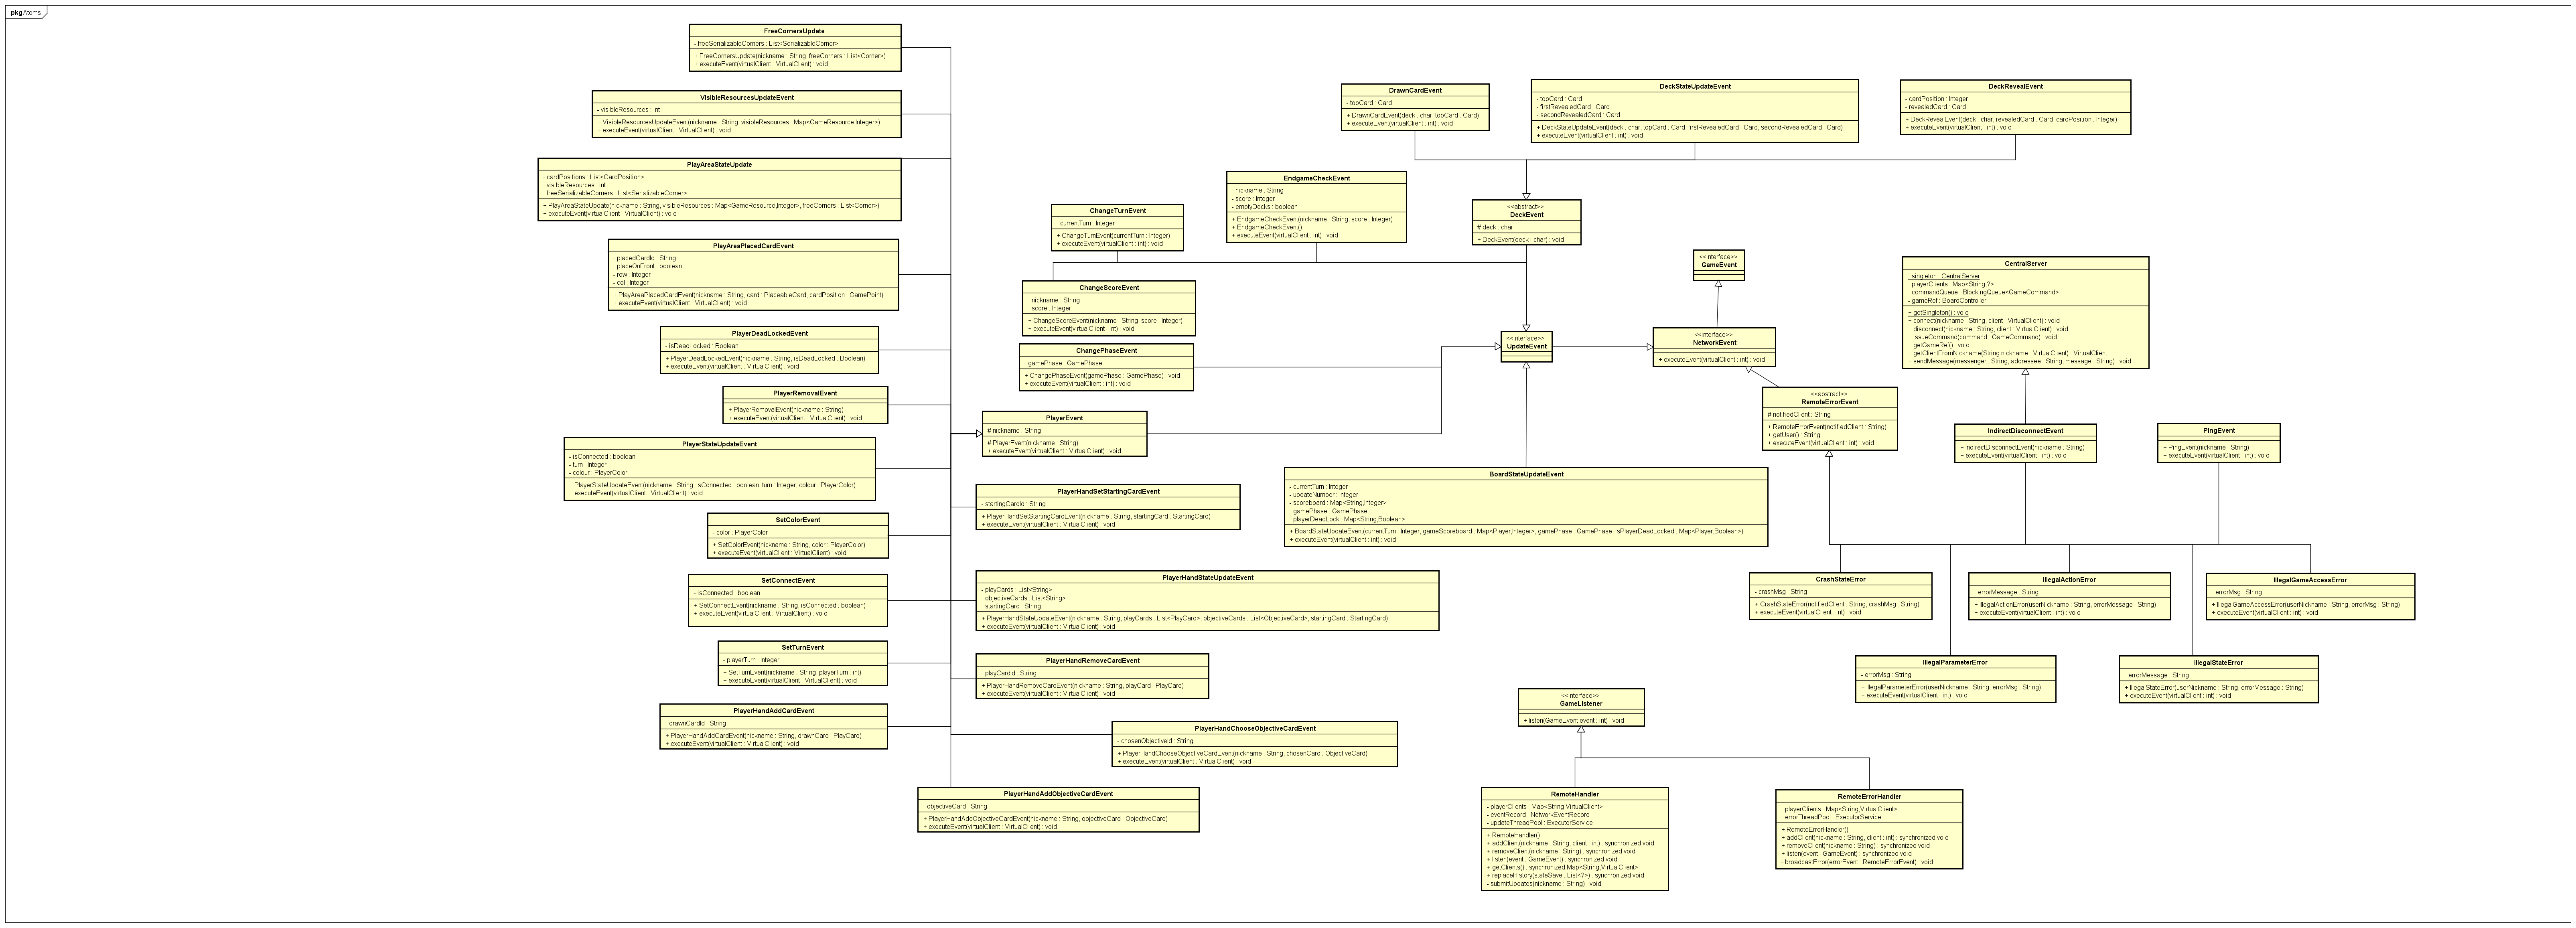 pkg Atoms
FreeCornersUpdate
- freeSerializableCorners : List<SerializableCorner>
+ FreeCornersUpdate(nickname : String, freeCorners : List<Corner>)
+ executeEvent(virtualClient : VirtualClient) : void
VisibleResourcesUpdateEvent
- visibleResources : int
+ VisibleResourcesUpdateEvent(nickname : String, visibleResources : Map<GameResource,Integer>)
+ executeEvent(virtualClient : VirtualClient) : void
PlayAreaStateUpdate
- cardPositions : List<CardPosition>
- visibleResources : int
- freeSerializableCorners : List<SerializableCorner>
+ PlayAreaStateUpdate(nickname : String, visibleResources : Map<GameResource,Integer>, freeCorners : List<Corner>)
+ executeEvent(virtualClient : VirtualClient) : void
PlayAreaPlacedCardEvent
- placedCardId : String
- placeOnFront : boolean
- row : Integer
- col : Integer
+ PlayAreaPlacedCardEvent(nickname : String, card : PlaceableCard, cardPosition : GamePoint)
+ executeEvent(virtualClient : VirtualClient) : void
PlayerDeadLockedEvent
- isDeadLocked : Boolean
+ PlayerDeadLockedEvent(nickname : String, isDeadLocked : Boolean)
+ executeEvent(virtualClient : VirtualClient) : void
PlayerRemovalEvent
+ PlayerRemovalEvent(nickname : String)
+ executeEvent(virtualClient : VirtualClient) : void
PlayerStateUpdateEvent
- isConnected : boolean
- turn : Integer
- colour : PlayerColor
+ PlayerStateUpdateEvent(nickname : String, isConnected : boolean, turn : Integer, colour : PlayerColor)
+ executeEvent(virtualClient : VirtualClient) : void
SetColorEvent
- color : PlayerColor
+ SetColorEvent(nickname : String, color : PlayerColor)
+ executeEvent(virtualClient : VirtualClient) : void
SetConnectEvent
- isConnected : boolean
+ SetConnectEvent(nickname : String, isConnected : boolean)
+ executeEvent(virtualClient : VirtualClient) : void
SetTurnEvent
- playerTurn : Integer
+ SetTurnEvent(nickname : String, playerTurn : int)
+ executeEvent(virtualClient : VirtualClient) : void
PlayerHandAddCardEvent
- drawnCardId : String
+ PlayerHandAddCardEvent(nickname : String, drawnCard : PlayCard)
+ executeEvent(virtualClient : VirtualClient) : void
PlayerHandAddObjectiveCardEvent
- objectiveCard : String
+ PlayerHandAddObjectiveCardEvent(nickname : String, objectiveCard : ObjectiveCard)
+ executeEvent(virtualClient : VirtualClient) : void
ChangeTurnEvent
- currentTurn : Integer
+ ChangeTurnEvent(currentTurn : Integer)
+ executeEvent(virtualClient : int) : void
ChangeScoreEvent
- nickname : String
- score : Integer
+ ChangeScoreEvent(nickname : String, score : Integer)
+ executeEvent(virtualClient : int) : void
ChangePhaseEvent
- gamePhase : GamePhase
+ ChangePhaseEvent(gamePhase : GamePhase) : void
+ executeEvent(virtualClient : int) : void
PlayerEvent
# nickname : String
# PlayerEvent(nickname : String)
+ executeEvent(virtualClient : VirtualClient) : void
PlayerHandSetStartingCardEvent
- startingCardId : String
+ PlayerHandSetStartingCardEvent(nickname : String, startingCard : StartingCard)
+ executeEvent(virtualClient : VirtualClient) : void
PlayerHandStateUpdateEvent
- playCards : List<String>
- objectiveCards : List<String>
- startingCard : String
+ PlayerHandStateUpdateEvent(nickname : String, playCards : List<PlayCard>, objectiveCards : List<ObjectiveCard>, startingCard : StartingCard)
+ executeEvent(virtualClient : VirtualClient) : void
PlayerHandRemoveCardEvent
- playCardId : String
+ PlayerHandRemoveCardEvent(nickname : String, playCard : PlayCard)
+ executeEvent(virtualClient : VirtualClient) : void
PlayerHandChooseObjectiveCardEvent
- chosenObjectiveId : String
+ PlayerHandChooseObjectiveCardEvent(nickname : String, chosenCard : ObjectiveCard)
+ executeEvent(virtualClient : VirtualClient) : void
EndgameCheckEvent
- nickname : String
- score : Integer
- emptyDecks : boolean
+ EndgameCheckEvent(nickname : String, score : Integer)
+ EndgameCheckEvent()
+ executeEvent(virtualClient : int) : void
DrawnCardEvent
- topCard : Card
+ DrawnCardEvent(deck : char, topCard : Card)
+ executeEvent(virtualClient : int) : void
DeckStateUpdateEvent
- topCard : Card
- firstRevealedCard : Card
- secondRevealedCard : Card
+ DeckStateUpdateEvent(deck : char, topCard : Card, firstRevealedCard : Card, secondRevealedCard : Card)
+ executeEvent(virtualClient : int) : void
DeckRevealEvent
- cardPosition : Integer
- revealedCard : Card
+ DeckRevealEvent(deck : char, revealedCard : Card, cardPosition : Integer)
+ executeEvent(virtualClient : int) : void
<<abstract>>
DeckEvent
# deck : char
+ DeckEvent(deck : char) : void
<<interface>>
GameEvent
<<interface>>
UpdateEvent
<<interface>>
NetworkEvent
+ executeEvent(virtualClient : int) : void
<<abstract>>
RemoteErrorEvent
# notifiedClient : String
+ RemoteErrorEvent(notifiedClient : String)
+ getUser() : String
+ executeEvent(virtualClient : int) : void
CentralServer
- singleton : CentralServer
- playerClients : Map<String,?>
- commandQueue : BlockingQueue<GameCommand>
- gameRef : BoardController
+ getSingleton() : void
+ connect(nickname : String, client : VirtualClient) : void
+ disconnect(nickname : String, client : VirtualClient) : void
+ issueCommand(command : GameCommand) : void
+ getGameRef() : void
+ getClientFromNickname(String nickname : VirtualClient) : VirtualClient
+ sendMessage(messenger : String, addressee : String, message : String) : void
IndirectDisconnectEvent
+ IndirectDisconnectEvent(nickname : String)
+ executeEvent(virtualClient : int) : void
PingEvent
+ PingEvent(nickname : String)
+ executeEvent(virtualClient : int) : void
BoardStateUpdateEvent
- currentTurn : Integer
- updateNumber : Integer
- scoreboard : Map<String,Integer>
- gamePhase : GamePhase
- playerDeadLock : Map<String,Boolean>
+ BoardStateUpdateEvent(currentTurn : Integer, gameScoreboard : Map<Player,Integer>, gamePhase : GamePhase, isPlayerDeadLocked : Map<Player,Boolean>)
+ executeEvent(virtualClient : int) : void
CrashStateError
- crashMsg : String
+ CrashStateError(notifiedClient : String, crashMsg : String)
+ executeEvent(virtualClient : int) : void
IllegalActionError
- errorMessage : String
+ IllegalActionError(userNickname : String, errorMessage : String)
+ executeEvent(virtualClient : int) : void
IllegalGameAccessError
- errorMsg : String
+ IllegalGameAccessError(userNickname : String, errorMsg : String)
+ executeEvent(virtualClient : int) : void
IllegalParameterError
- errorMsg : String
+ IllegalParameterError(userNickname : String, errorMsg : String)
+ executeEvent(virtualClient : int) : void
IllegalStateError
- errorMessage : String
+ IllegalStateError(userNickname : String, errorMessage : String)
+ executeEvent(virtualClient : int) : void
<<interface>>
GameListener
+ listen(GameEvent event : int) : void
RemoteHandler
- playerClients : Map<String,VirtualClient>
- eventRecord : NetworkEventRecord
- updateThreadPool : ExecutorService
+ RemoteHandler()
+ addClient(nickname : String, client : int) : synchronized void
+ removeClient(nickname : String) : synchronized void
+ listen(event : GameEvent) : synchronized void
+ getClients() : synchronized Map<String,VirtualClient>
+ replaceHistory(stateSave : List<?>) : synchronized void
- submitUpdates(nickname : String) : void
RemoteErrorHandler
- playerClients : Map<String,VirtualClient>
- errorThreadPool : ExecutorService
+ RemoteErrorHandler()
+ addClient(nickname : String, client : int) : synchronized void
+ removeClient(nickname : String) : synchronized void
+ listen(event : GameEvent) : synchronized void
- broadcastError(errorEvent : RemoteErrorEvent) : void